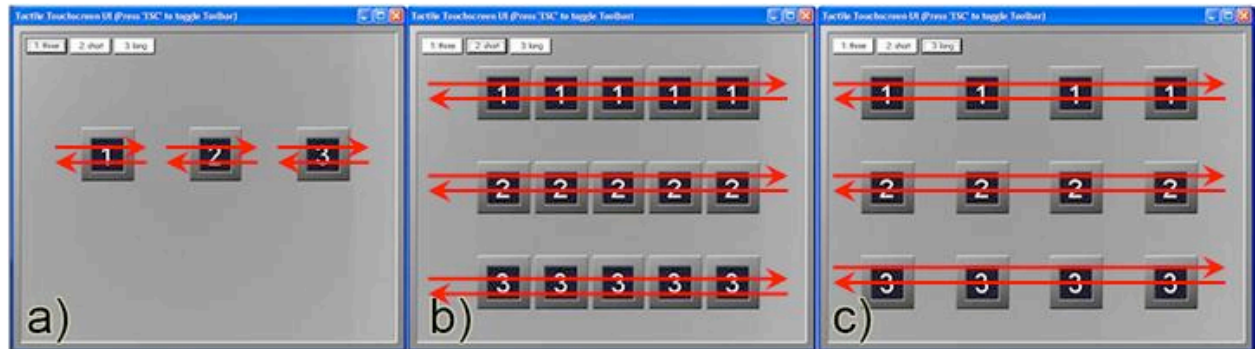 Tactile Touchscreen UI (Press 'ESC' to toggle Toolbar)
1 three 2 short 3 long
1 2 3
a)
Tactile Touchscreen UI (Press 'ESC' to toggle Toolbar)
1 three 2 short 3 long
1 1 1 1 1
2 2 2 2 2
3 3 3 3 3
b)
Tactile Touchscreen UI (Press 'ESC' to toggle Toolbar)
1 three 2 short 3 long
1 1 1 1
2 2 2 2
3 3 3 3
c)